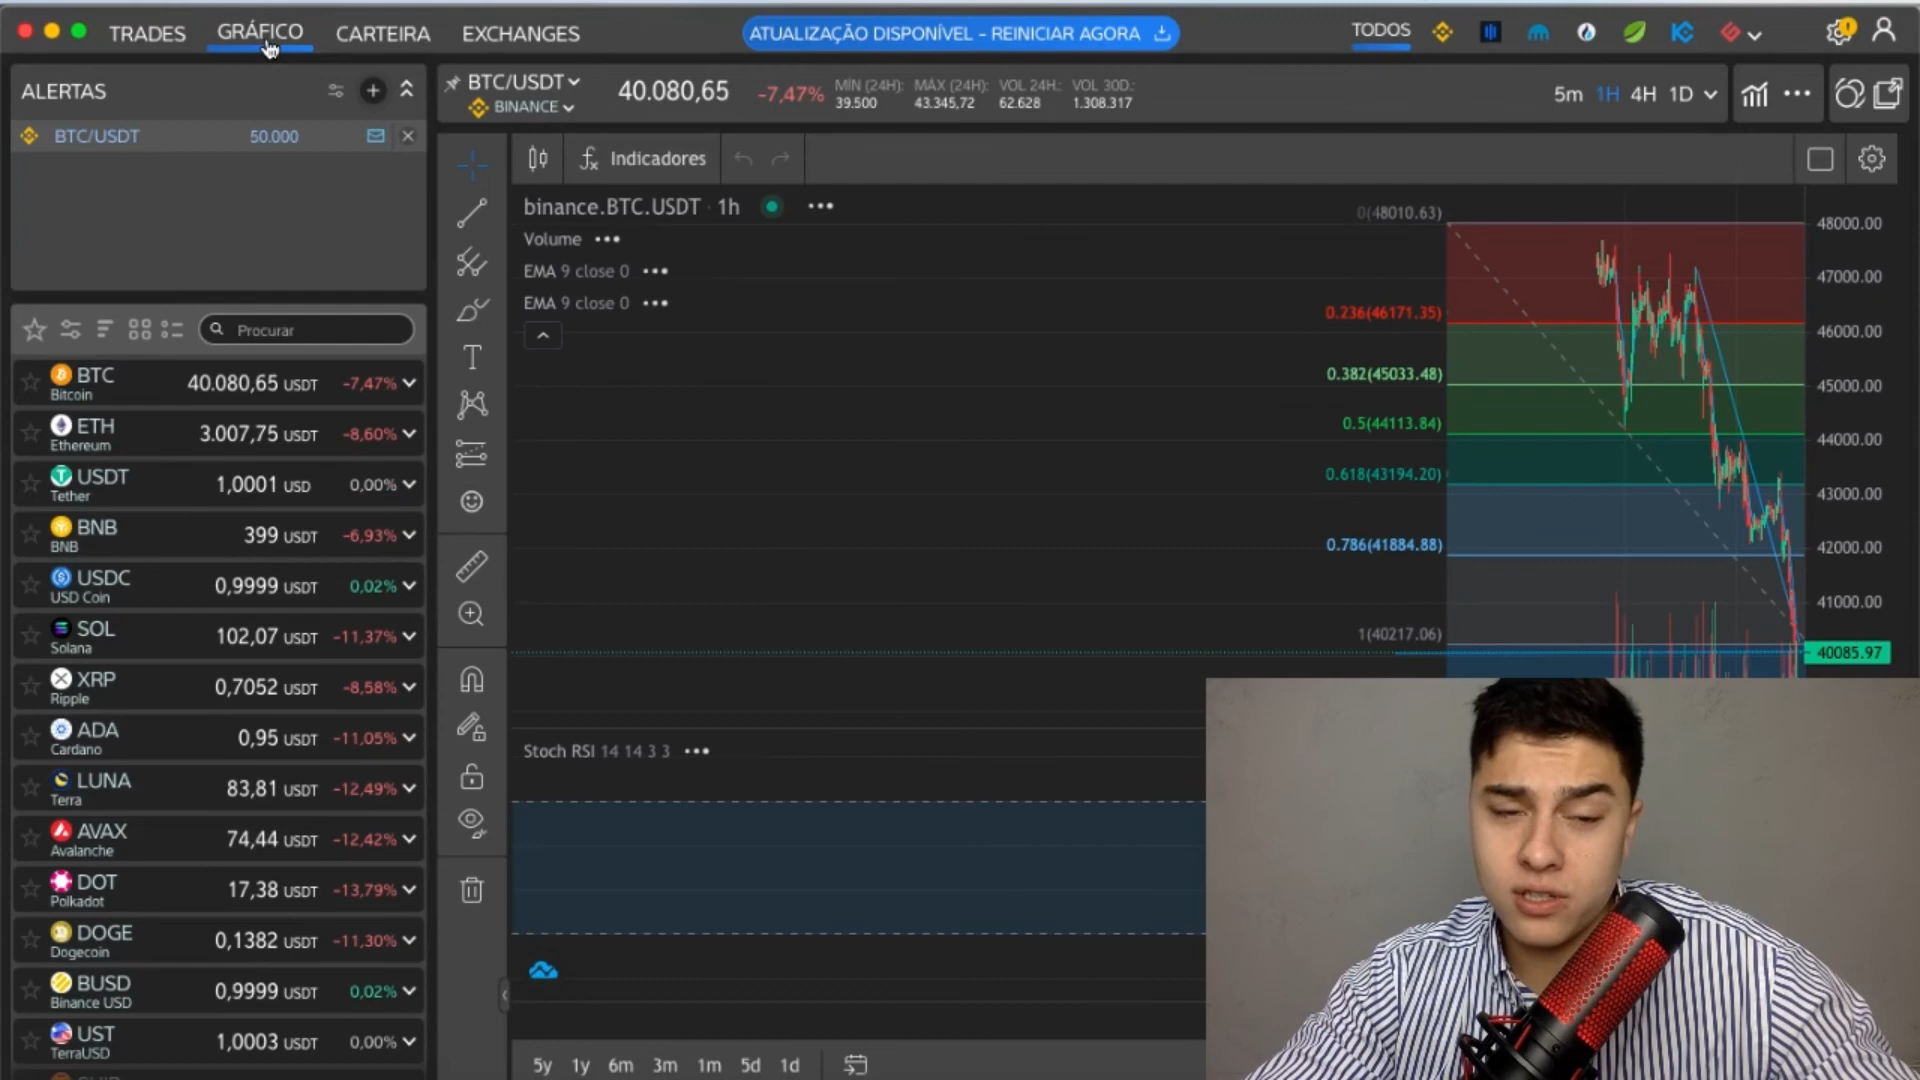 TRADES GRÁFICO CARTEIRA EXCHANGES ATUALIZAÇÃO DISPONÍVEL - REINICIAR AGORA TODOS
ALERTAS
BTC/USDT 50.000
BTC/USDT 40.080,65 -7,47%
BINANCE
MÍN (24H): MÁX (24H): VOL 24H: VOL 30D:
39.500 43.345,72 62.628 1.308.317
5m 1H 4H 1D
Indicadores
binance.BTC.USDT · 1h
Volume
EMA 9 close 0
EMA 9 close 0
Procurar
BTC 40.080,65 USDT -7,47%
Bitcoin
ETH 3.007,75 USDT -8,60%
Ethereum
USDT 1,0001 USD 0,00%
Tether
BNB 399 USDT -6,93%
BNB
USDC 0,9999 USDT 0,02%
USD Coin
SOL 102,07 USDT -11,37%
Solana
XRP 0,7052 USDT -8,58%
Ripple
ADA 0,95 USDT -11,05%
Cardano
LUNA 83,81 USDT -12,49%
Terra
AVAX 74,44 USDT -12,42%
Avalanche
DOT 17,38 USDT -13,79%
Polkadot
DOGE 0,1382 USDT -11,30%
Dogecoin
BUSD 0,9999 USDT 0,02%
Binance USD
UST 1,0003 USDT 0,00%
TerraUSD
0(48010.63)
0.236(46171.35)
0.382(45033.48)
0.5(44113.84)
0.618(43194.20)
0.786(41884.88)
1(40217.06)
48000.00
47000.00
46000.00
45000.00
44000.00
43000.00
42000.00
41000.00
40085.97
Stoch RSI 14 14 3 3
5y 1y 6m 3m 1m 5d 1d